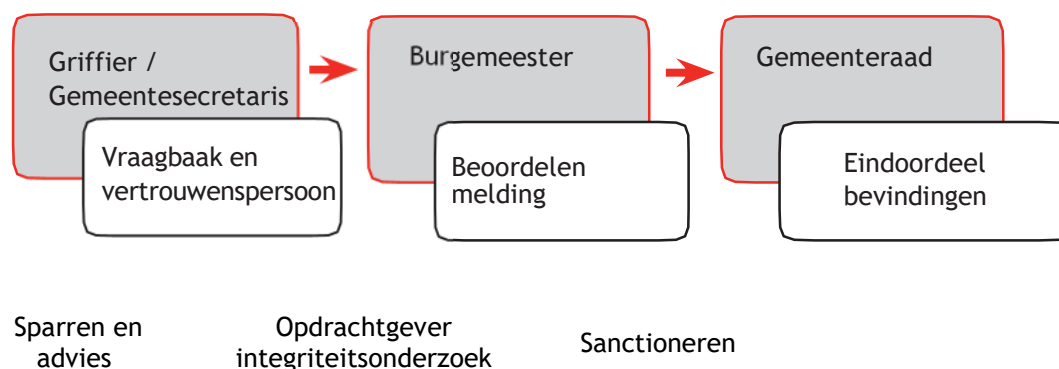 Griffier /
Gemeentesecretaris
Vraagbaak en
vertrouwenspersoon
Burgemeester
Beoordelen
melding
Gemeenteraad
Eindoordeel
bevindingen
Sparren en
advies
Opdrachtgever
integriteitsonderzoek
Sanctioneren